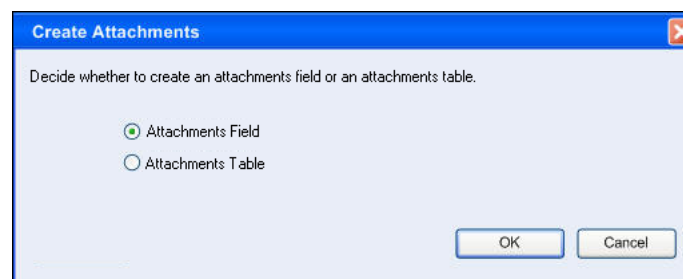 Create Attachments
Decide whether to create an attachments field or an attachments table.
Attachments Field
Attachments Table
OK Cancel